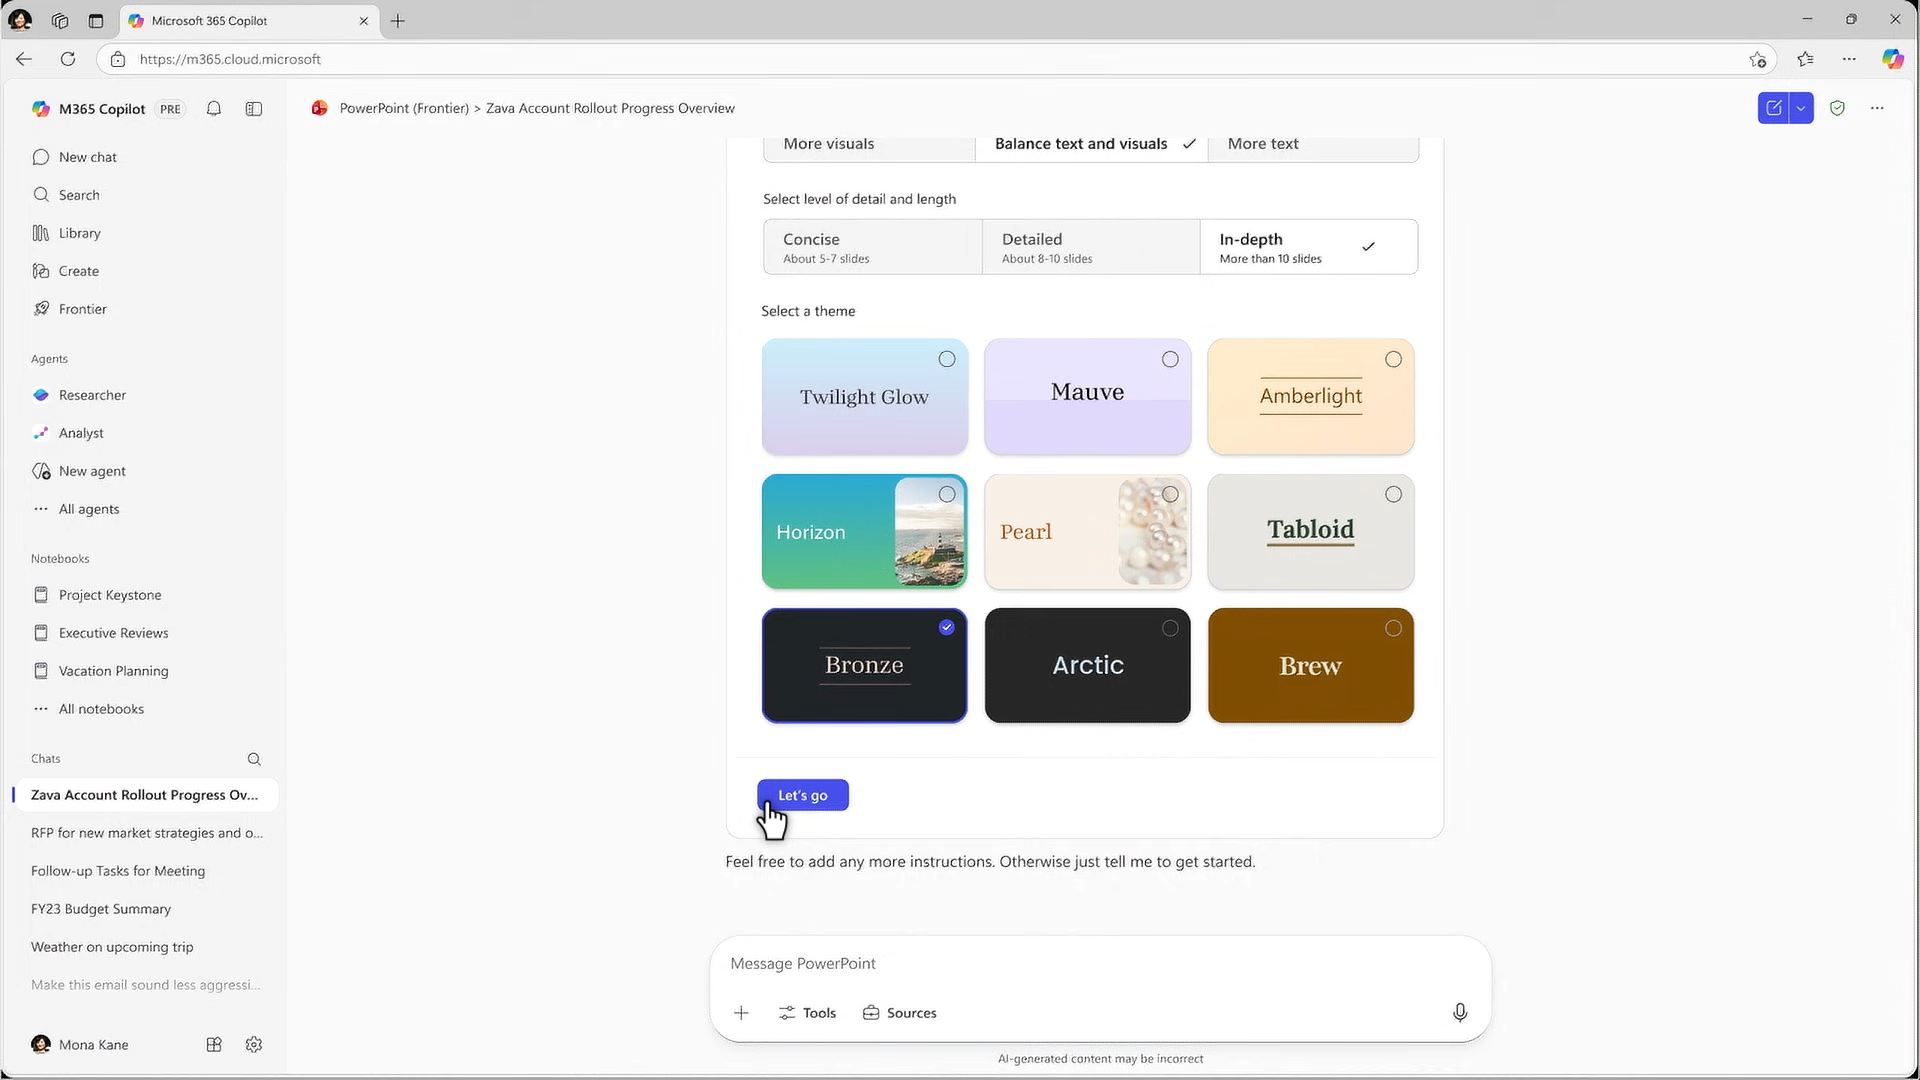 Microsoft 365 Copilot
https://m365.cloud.microsoft
M365 Copilot PRE
PowerPoint (Frontier) > Zava Account Rollout Progress Overview
New chat
Search
Library
Create
Frontier
Agents
Researcher
Analyst
New agent
All agents
Notebooks
Project Keystone
Executive Reviews
Vacation Planning
All notebooks
Chats
Zava Account Rollout Progress Ov...
RFP for new market strategies and o...
Follow-up Tasks for Meeting
FY23 Budget Summary
Weather on upcoming trip
Make this email sound less aggressi...
Mona Kane
More visuals
Balance text and visuals
More text
Select level of detail and length
Concise
About 5-7 slides
Detailed
About 8-10 slides
In-depth
More than 10 slides
Select a theme
Twilight Glow
Mauve
Amberlight
Horizon
Pearl
Tabloid
Bronze
Arctic
Brew
Let's go
Feel free to add any more instructions. Otherwise just tell me to get started.
Message PowerPoint
Tools
Sources
AI-generated content may be incorrect